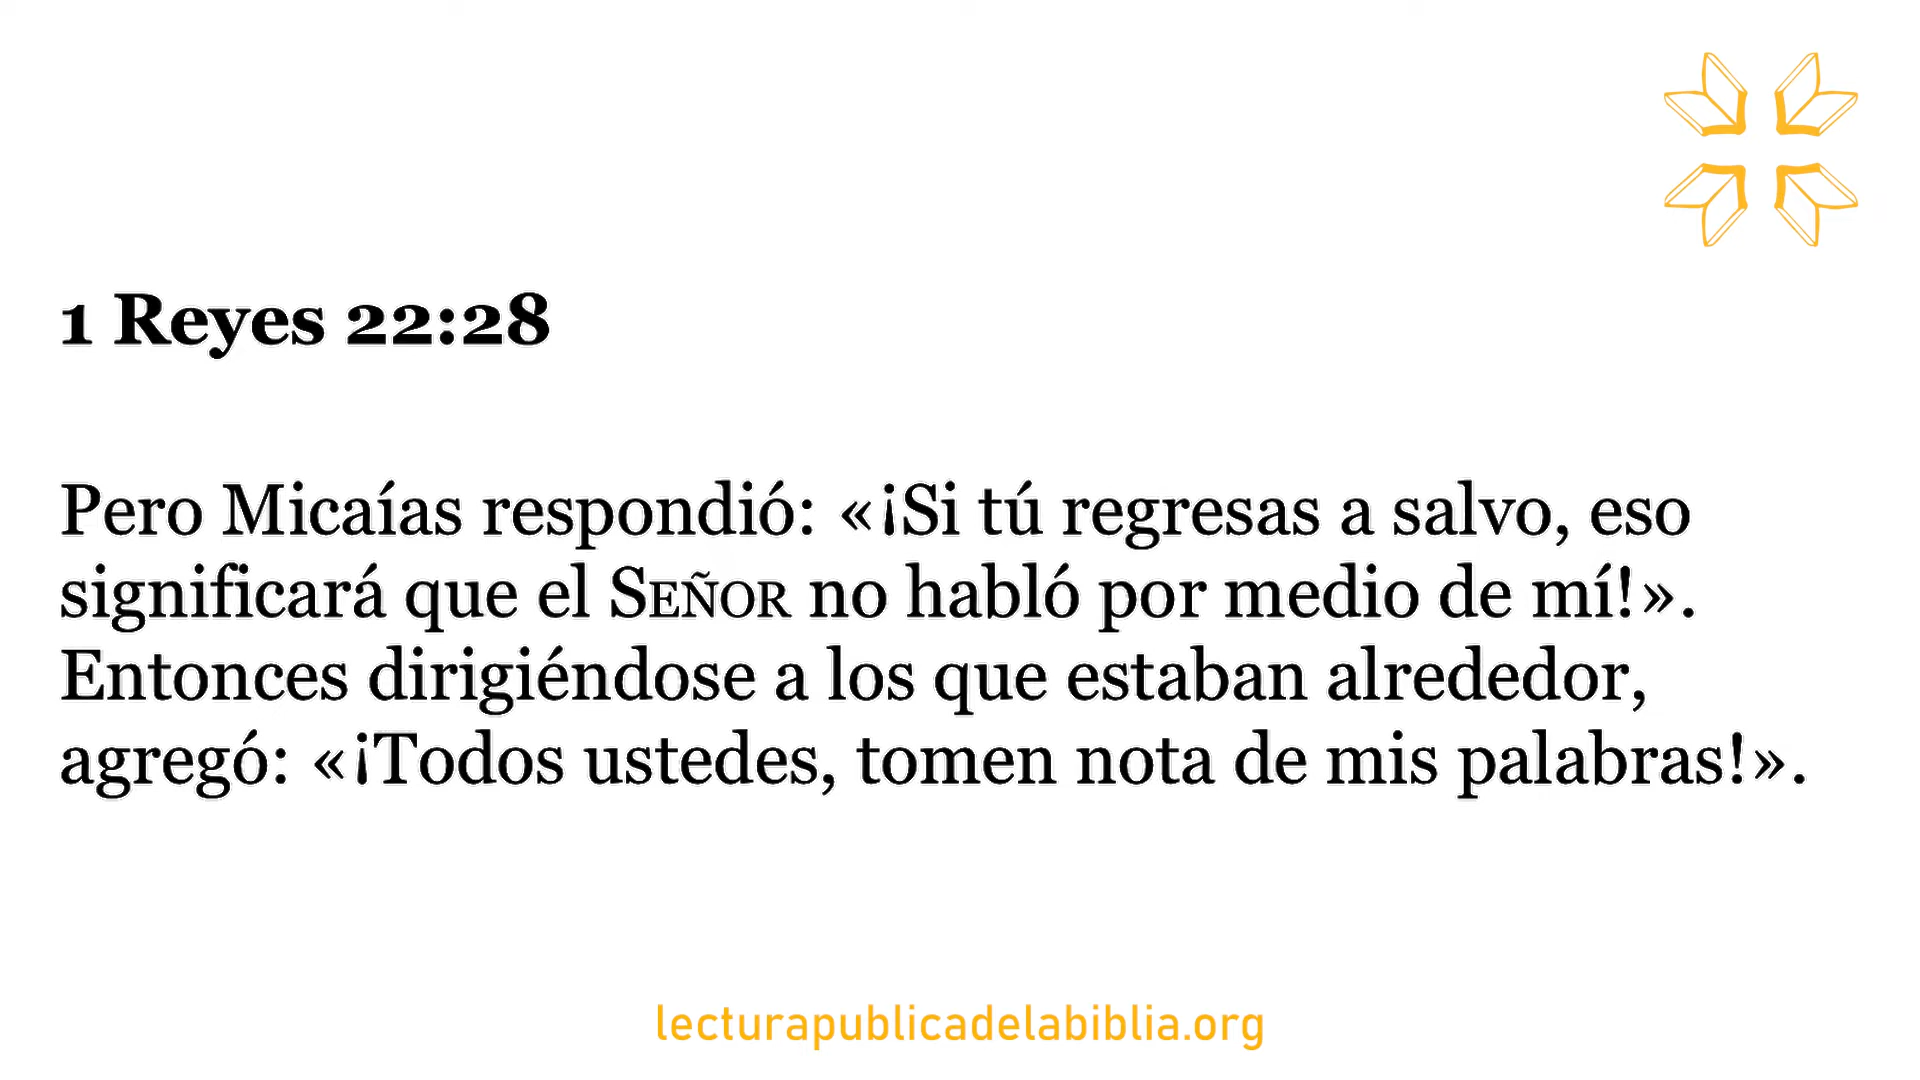 1 Reyes 22:28
Pero Micaías respondió: «¡Si tú regresas a salvo, eso
significará que el SEÑOR no habló por medio de mí!».
Entonces dirigiéndose a los que estaban alrededor,
agregó: «¡Todos ustedes, tomen nota de mis palabras!».
lecturapublicadelabiblia.org